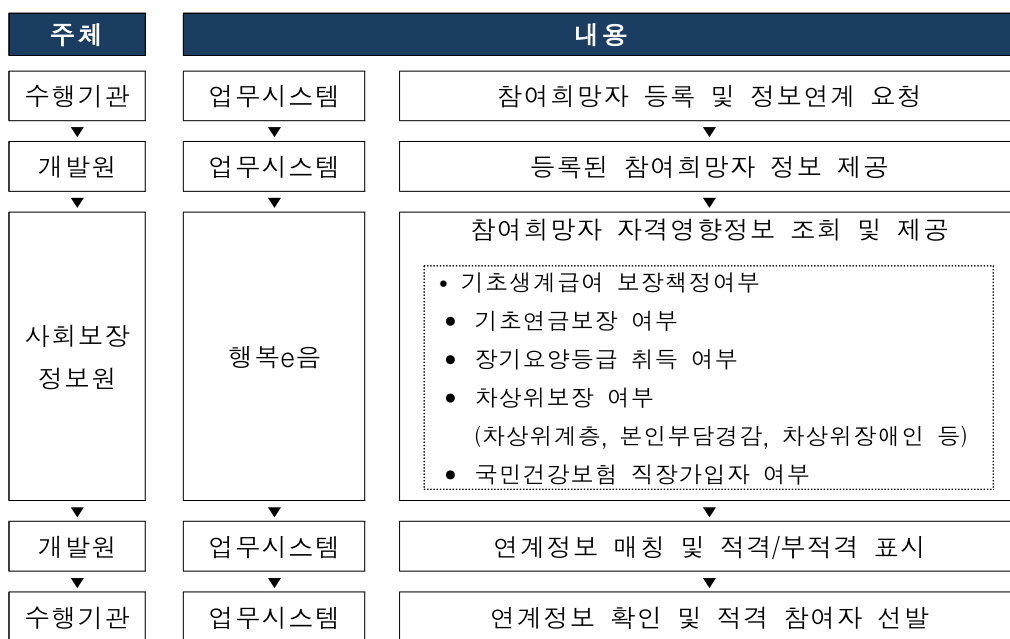 주체 내용
수행기관 업무시스템 참여희망자 등록 및 정보연계 요청
개발원 업무시스템 등록된 참여희망자 정보 제공
참여희망자 자격영향정보 조회 및 제공
• 기초생계급여 보장책정여부
• 기초연금보장 여부
사회보장
정보원
행복e음
• 장기요양등급 취득 여부
• 차상위보장 여부
(차상위계층, 본인부담경감, 차상위장애인 등)
• 국민건강보험 직장가입자 여부
개발원 업무시스템 연계정보 매칭 및 적격/부적격 표시
수행기관 업무시스템 연계정보 확인 및 적격 참여자 선발